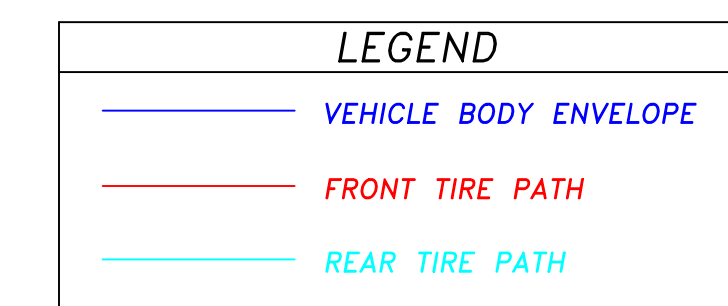 LEGEND
VEHICLE BODY ENVELOPE
FRONT TIRE PATH
REAR TIRE PATH